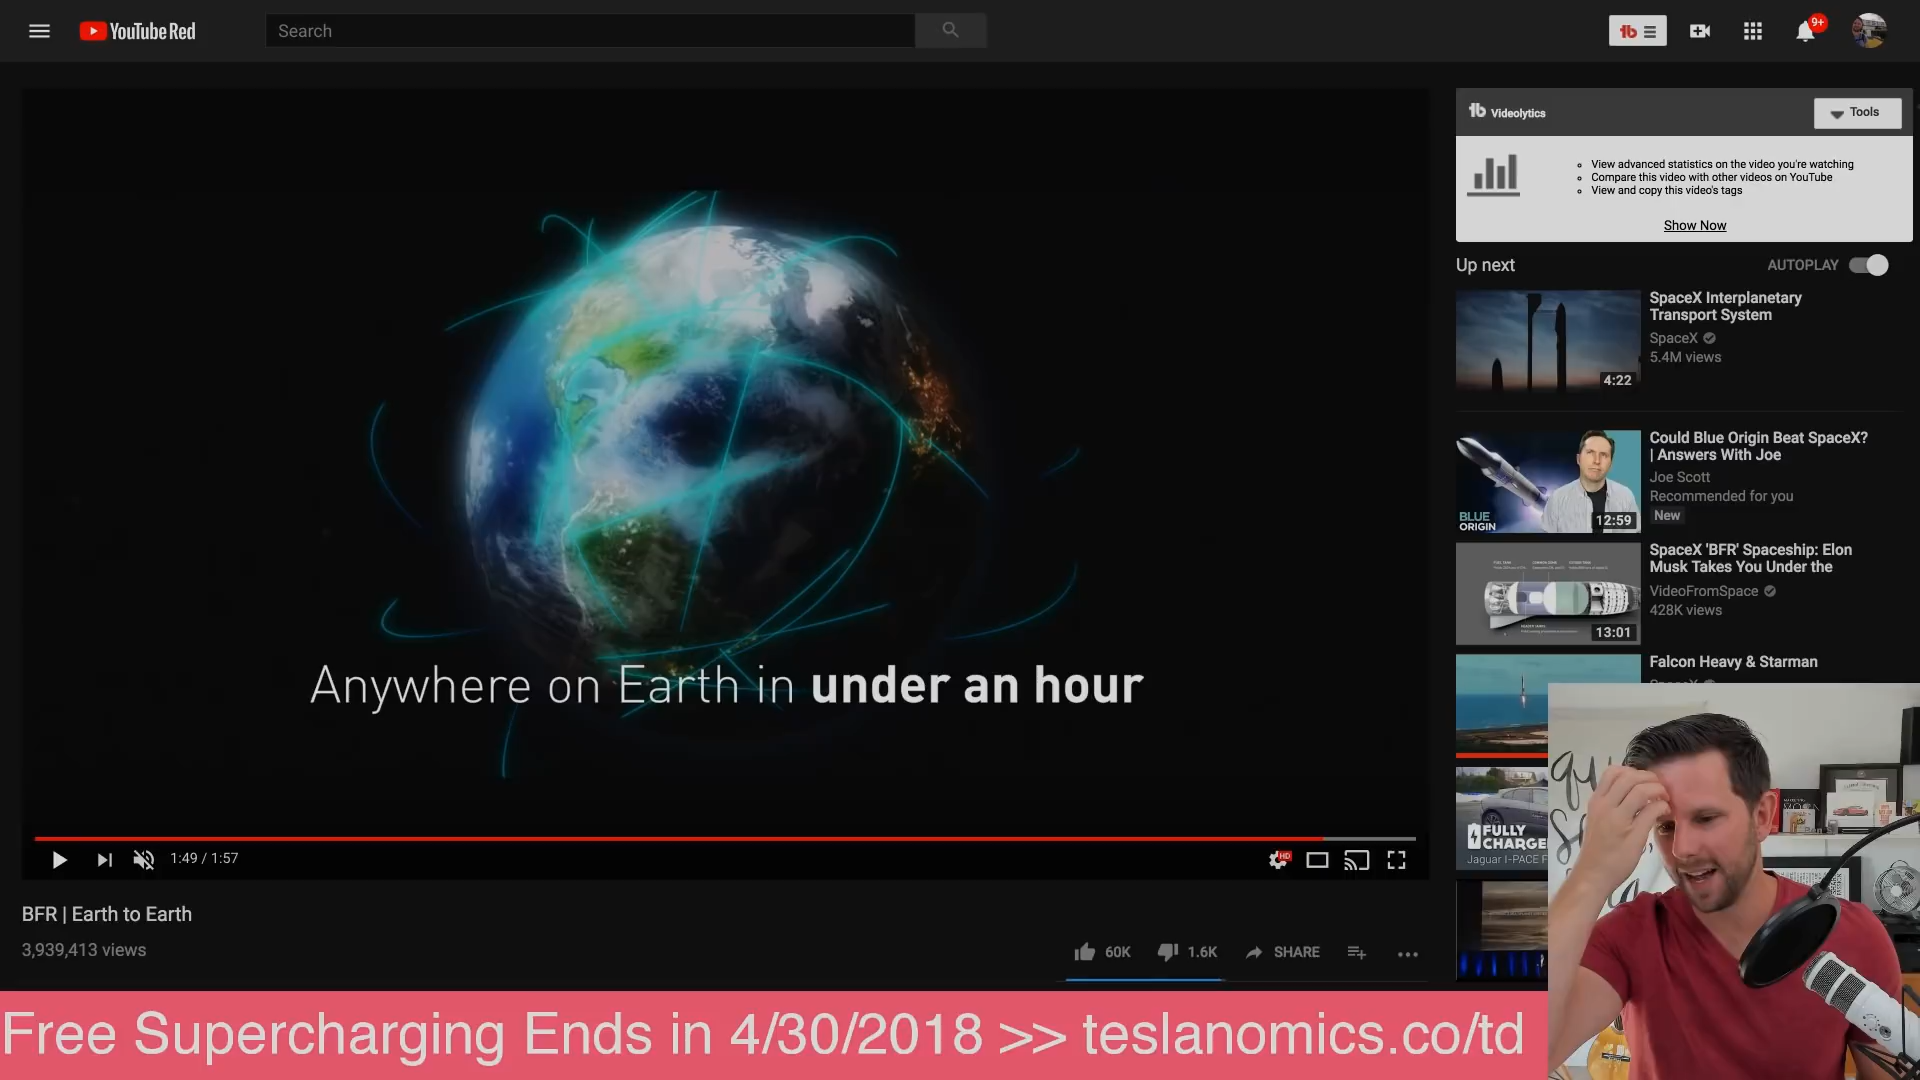 YouTube Red
Search
9+
Anywhere on Earth in under an hour
1:49 / 1:57
HD
BFR | Earth to Earth
3,939,413 views
60K
1.6K
SHARE
Videolytics
Tools
View advanced statistics on the video you're watching
Compare this video with other videos on YouTube
View and copy this video's tags
Show Now
Up next
AUTOPLAY
SpaceX Interplanetary
Transport System
SpaceX
5.4M views
4:22
Could Blue Origin Beat SpaceX?
| Answers With Joe
Joe Scott
Recommended for you
New
BLUE
ORIGIN
12:59
SpaceX 'BFR' Spaceship: Elon
Musk Takes You Under the
VideoFromSpace
428K views
13:01
Falcon Heavy & Starman
FULLY
CHARGE
Jaguar I-PACE F
Free Supercharging Ends in 4/30/2018 >> teslanomics.co/td